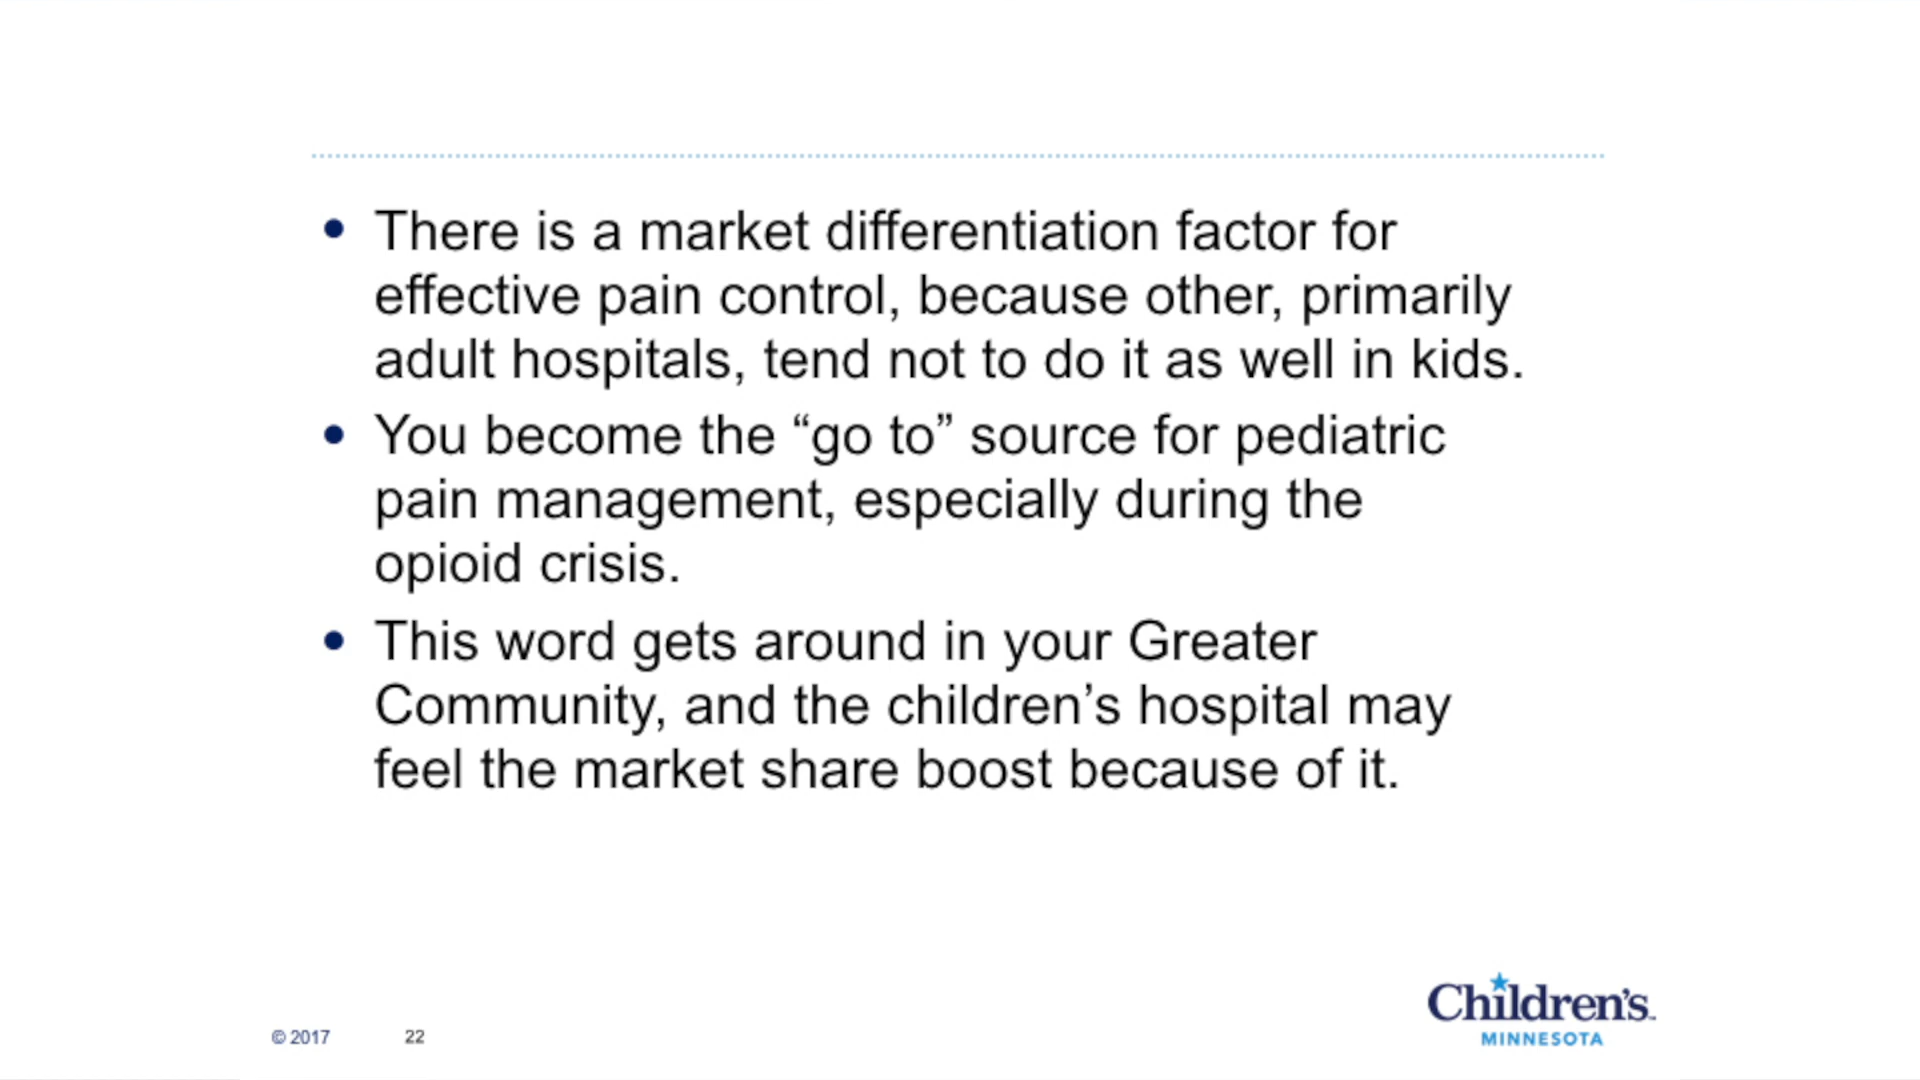 • There is a market differentiation factor for
effective pain control, because other, primarily
adult hospitals, tend not to do it as well in kids.
• You become the “go to” source for pediatric
pain management, especially during the
opioid crisis.
• This word gets around in your Greater
Community, and the children’s hospital may
feel the market share boost because of it.
© 2017 22
Children's
MINNESOTA